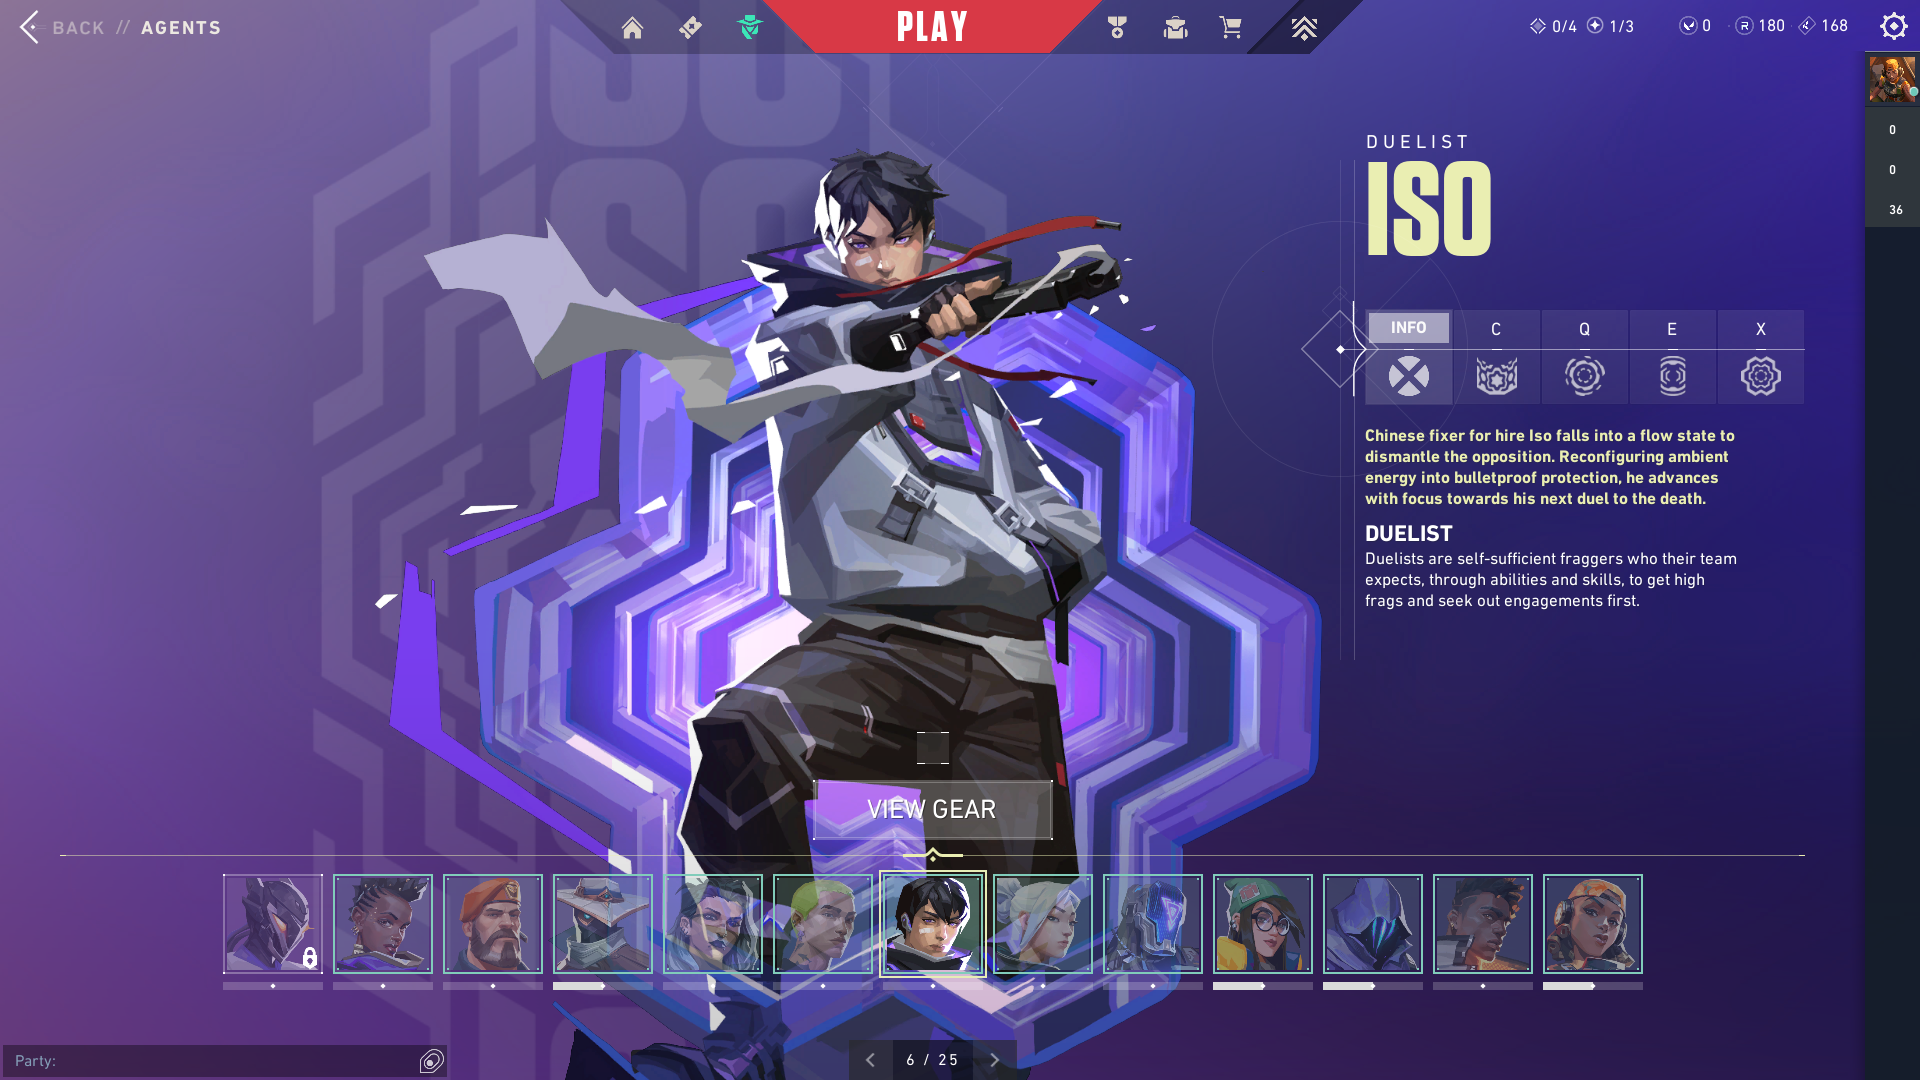 BACK // AGENTS
PLAY
0/4 1/3 0 180 168
0
0
36
DUELIST
ISO
INFO C Q E X
Chinese fixer for hire Iso falls into a flow state to
dismantle the opposition. Reconfiguring ambient
energy into bulletproof protection, he advances
with focus towards his next duel to the death.
DUELIST
Duelists are self-sufficient fraggers who their team
expects, through abilities and skills, to get high
frags and seek out engagements first.
VIEW GEAR
Party:
6 / 25